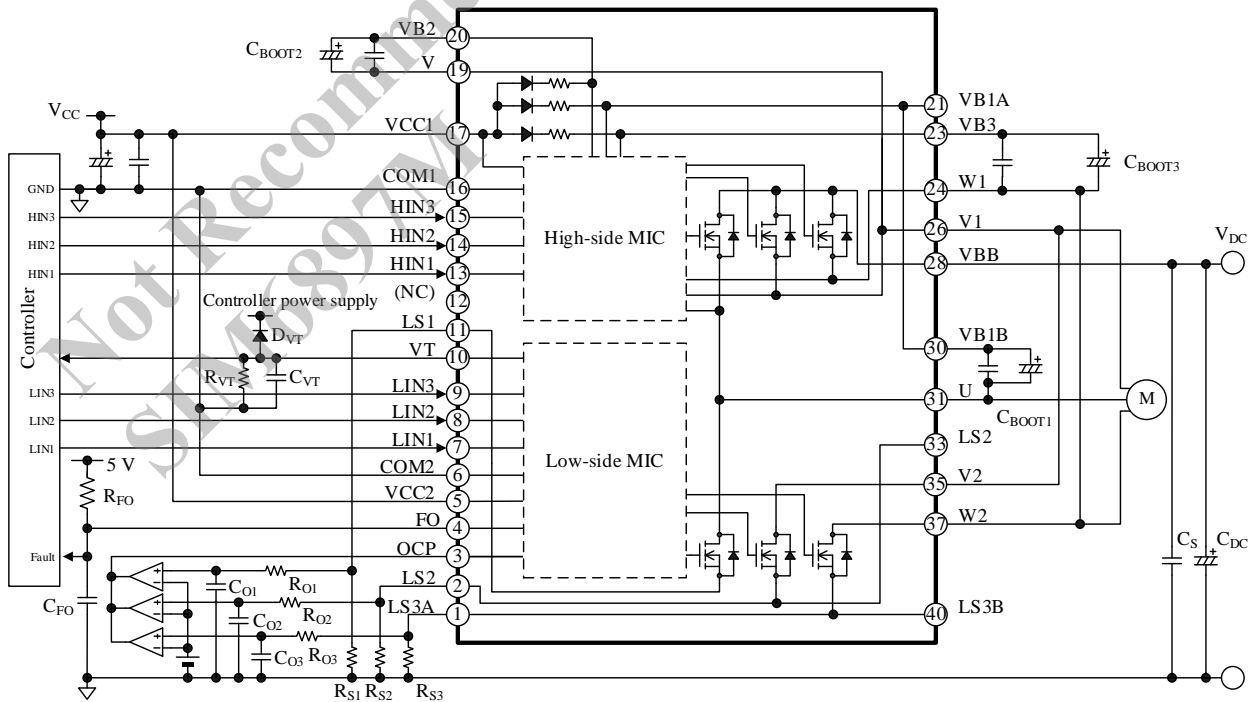 Not Recomm
SIM6897M
VB2
20
CBOOT2
V
19
VCC
VCC1
17
21
VB1A
23
VB3
CBOOT3
COM1
16
24
W1
GND
HIN3
HIN3
15
26
V1
HIN2
HIN2
14
High-side MIC
28
VBB
VDC
HIN1
HIN1
13
(NC)
12
Controller
Controller power supply
DVT
LS1
11
VT
10
30
VB1B
RVT
CVT
LIN3
LIN3
9
31
U
M
CBOOT1
LIN2
LIN2
8
LIN1
LIN1
7
Low-side MIC
33
LS2
5 V
COM2
6
35
V2
RFO
VCC2
5
37
W2
FO
4
Fault
OCP
3
CS
CDC
CFO
CO1
RO1
LS2
2
CO2
RO2
LS3A
1
40
LS3B
CO3
RO3
RS1
RS2
RS3